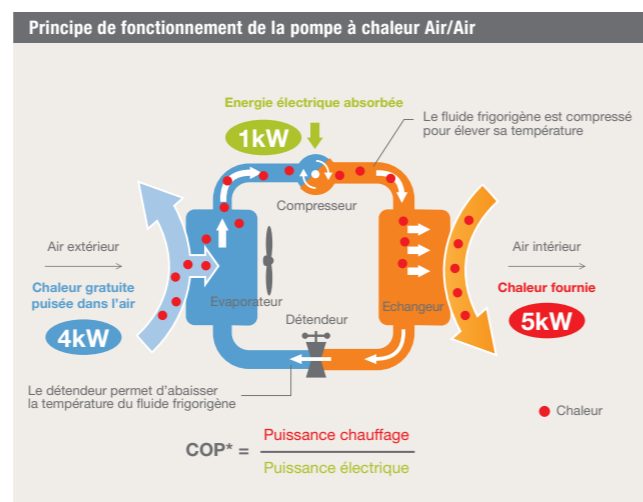 Principe de fonctionnement de la pompe à chaleur Air/Air
Energie électrique absorbée
1kW
Le fluide frigorigène est compressé
pour élever sa température
Compresseur
Air extérieur
Chaleur gratuite
puisée dans l'air
4kW
Evaporateur
Détendeur
Echangeur
Air intérieur
Chaleur fournie
5kW
Le détendeur permet d'abaisser
la température du fluide frigorigène
Chaleur
COP* =
Puissance chauffage
Puissance électrique